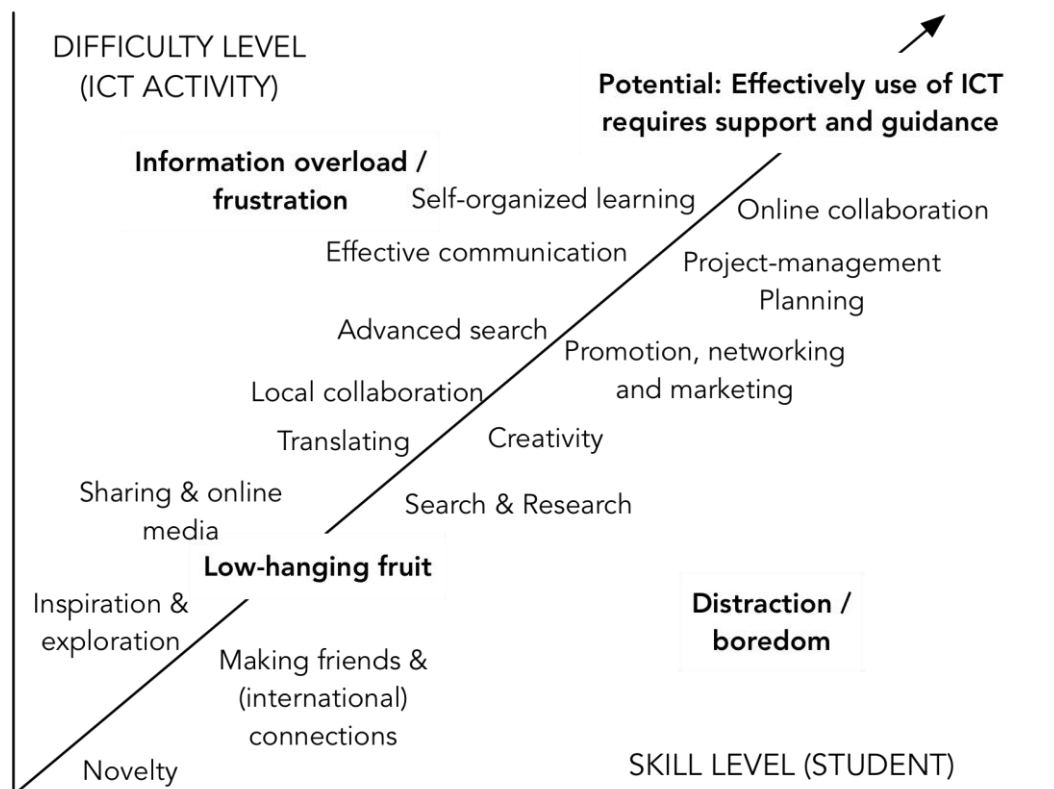 DIFFICULTY LEVEL
(ICT ACTIVITY)
Potential: Effectively use of ICT
requires support and guidance
Information overload /
frustration
Self-organized learning
Online collaboration
Effective communication
Project-management
Planning
Advanced search
Promotion, networking
and marketing
Local collaboration
Translating
Creativity
Sharing & online
media
Search & Research
Low-hanging fruit
Inspiration &
exploration
Distraction /
boredom
Making friends &
(international)
connections
Novelty
SKILL LEVEL (STUDENT)